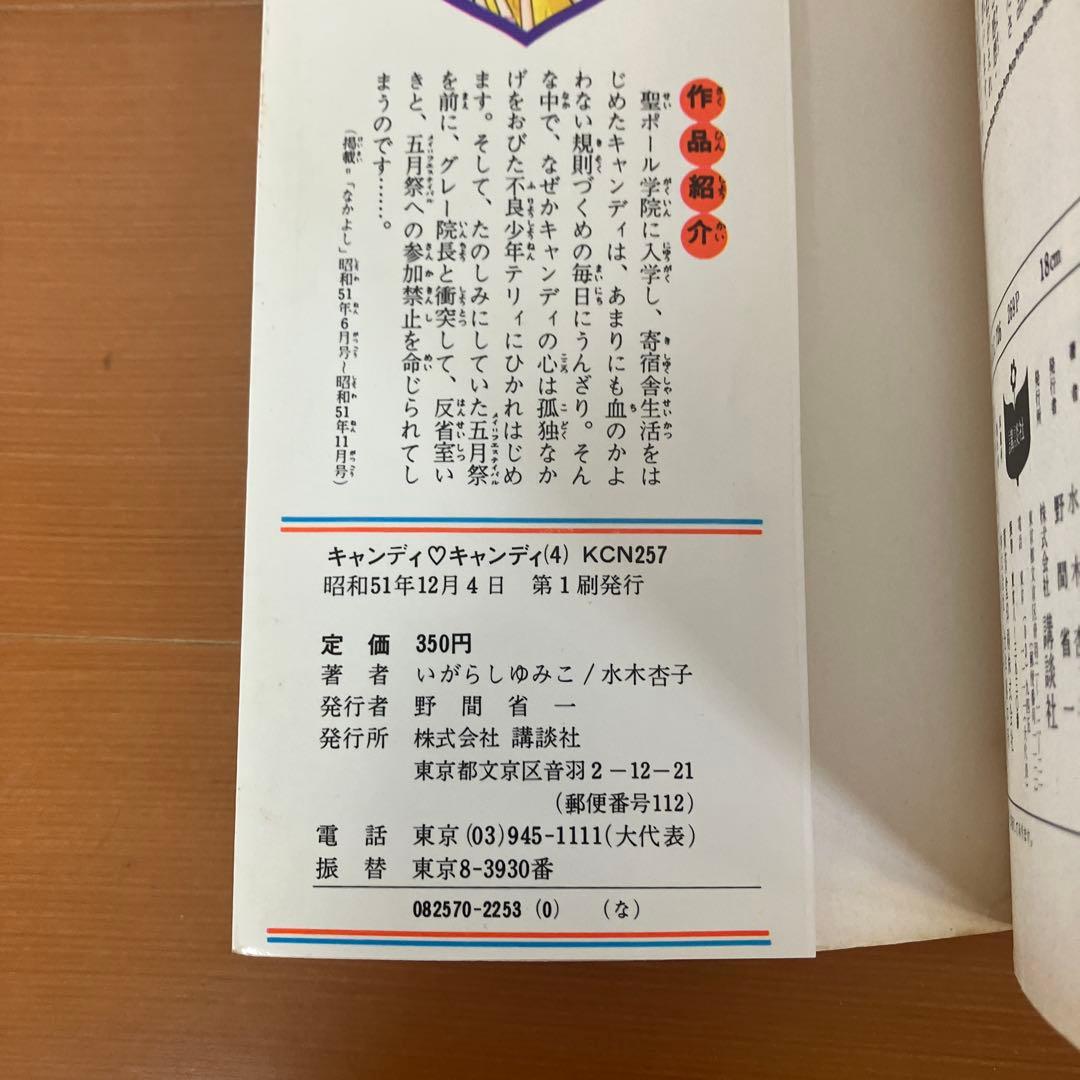 作品紹介
聖ポール学院に入学し、寄宿舎生活をは
じめたキャンディは、あまりにも血のかよ
わない規則づくめの毎日にうんざり。そん
な中で、なぜかキャンディの心は孤独なか
げをおびた不良少年テリィにひかれはじめ
ます。そして、たのしみにしていた五月祭
を前に、グレー院長と衝突して、反省室い
きと、五月祭への参加禁止を命じられてし
まうのです……。
(掲載＝「なかよし」昭和51年6月号～昭和51年11月号)
キャンディ♡キャンディ(4) KCN257
昭和51年12月4日 第1刷発行
定価 350円
著者 いがらしゆみこ/水木杏子
発行者 野間省一
発行所 株式会社 講談社
東京都文京区音羽2-12-21
(郵便番号112)
電話 東京(03)945-1111(大代表)
振替 東京8-3930番
082570-2253 (0) (な)
18cm
発行者
発行所
株式会社 講談社